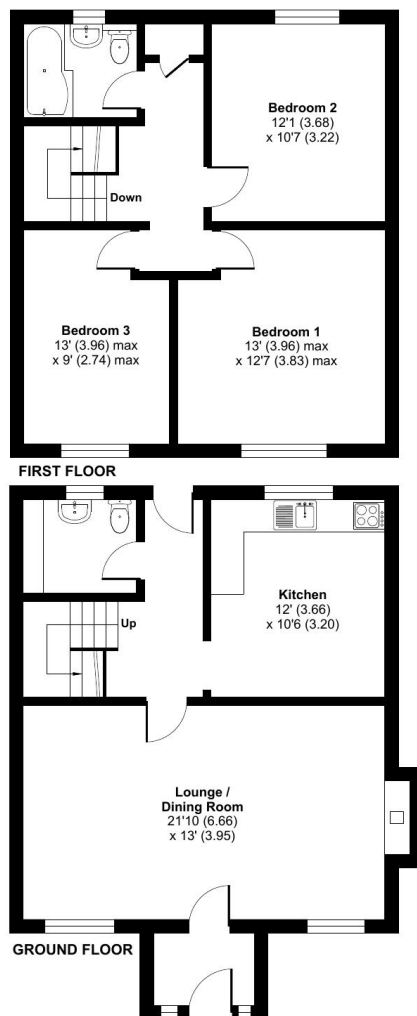 Bedroom 2
12'1 (3.68)
x 10'7 (3.22)
Down
Bedroom 3
13' (3.96) max
x 9' (2.74) max
Bedroom 1
13' (3.96) max
x 12'7 (3.83) max
FIRST FLOOR
Up
Kitchen
12' (3.66)
x 10'6 (3.20)
Lounge /
Dining Room
21'10 (6.66)
x 13' (3.95)
GROUND FLOOR